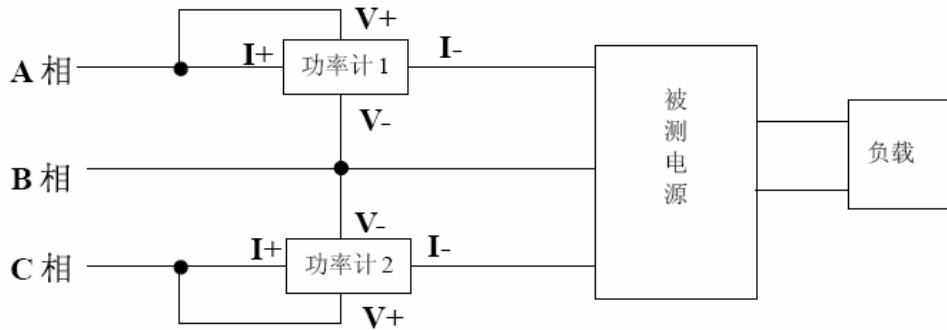 V+
I+ 功率计 1 I-
A 相
V-
被测电源
B 相
负载
V-
I+ 功率计 2 I-
C 相
V+